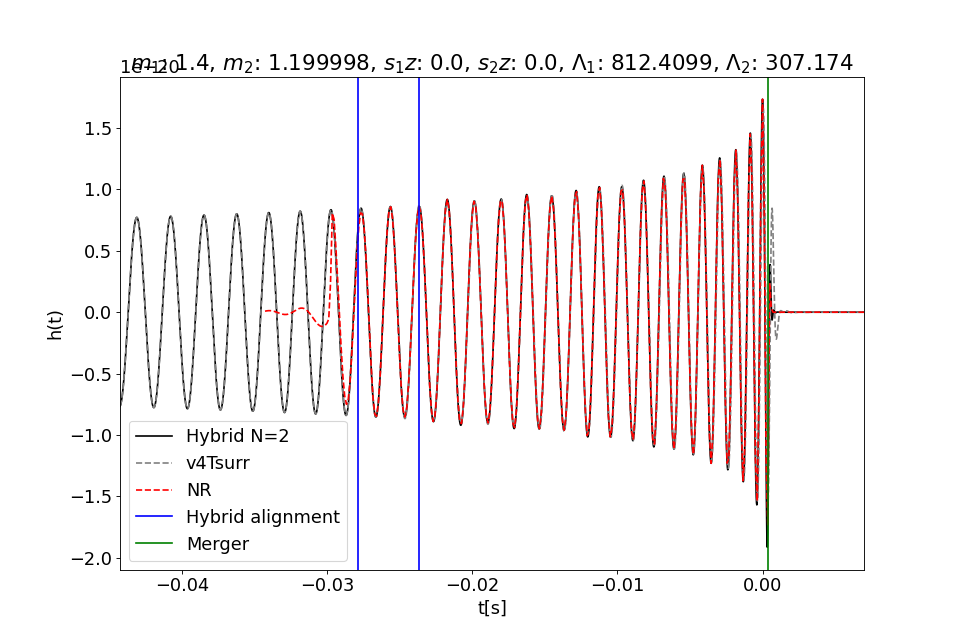 1e−20
m₁: 1.4, m₂: 1.199998, s₁z: 0.0, s₂z: 0.0, Λ₁: 812.4099, Λ₂: 307.174
1.5
1.0
0.5
0.0
−0.5
−1.0
−1.5
−2.0
h(t)
Hybrid N=2
v4Tsurr
NR
Hybrid alignment
Merger
−0.04 −0.03 −0.02 −0.01 0.00
t[s]